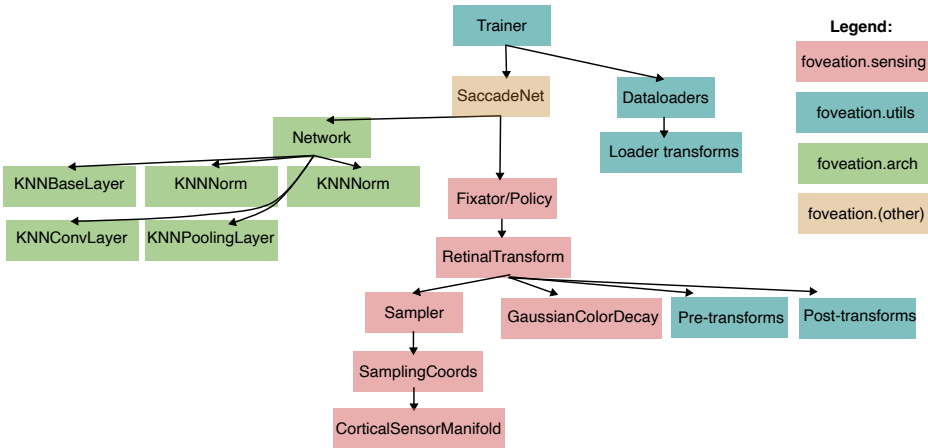 Trainer
Legend:
foveation.sensing
SaccadeNet
Dataloaders
foveation.utils
Network
Loader transforms
foveation.arch
KNNBaseLayer
KNNNorm
KNNNorm
Fixator/Policy
foveation.(other)
KNNConvLayer
KNNPoolingLayer
RetinalTransform
Sampler
GaussianColorDecay
Pre-transforms
Post-transforms
SamplingCoords
CorticalSensorManifold